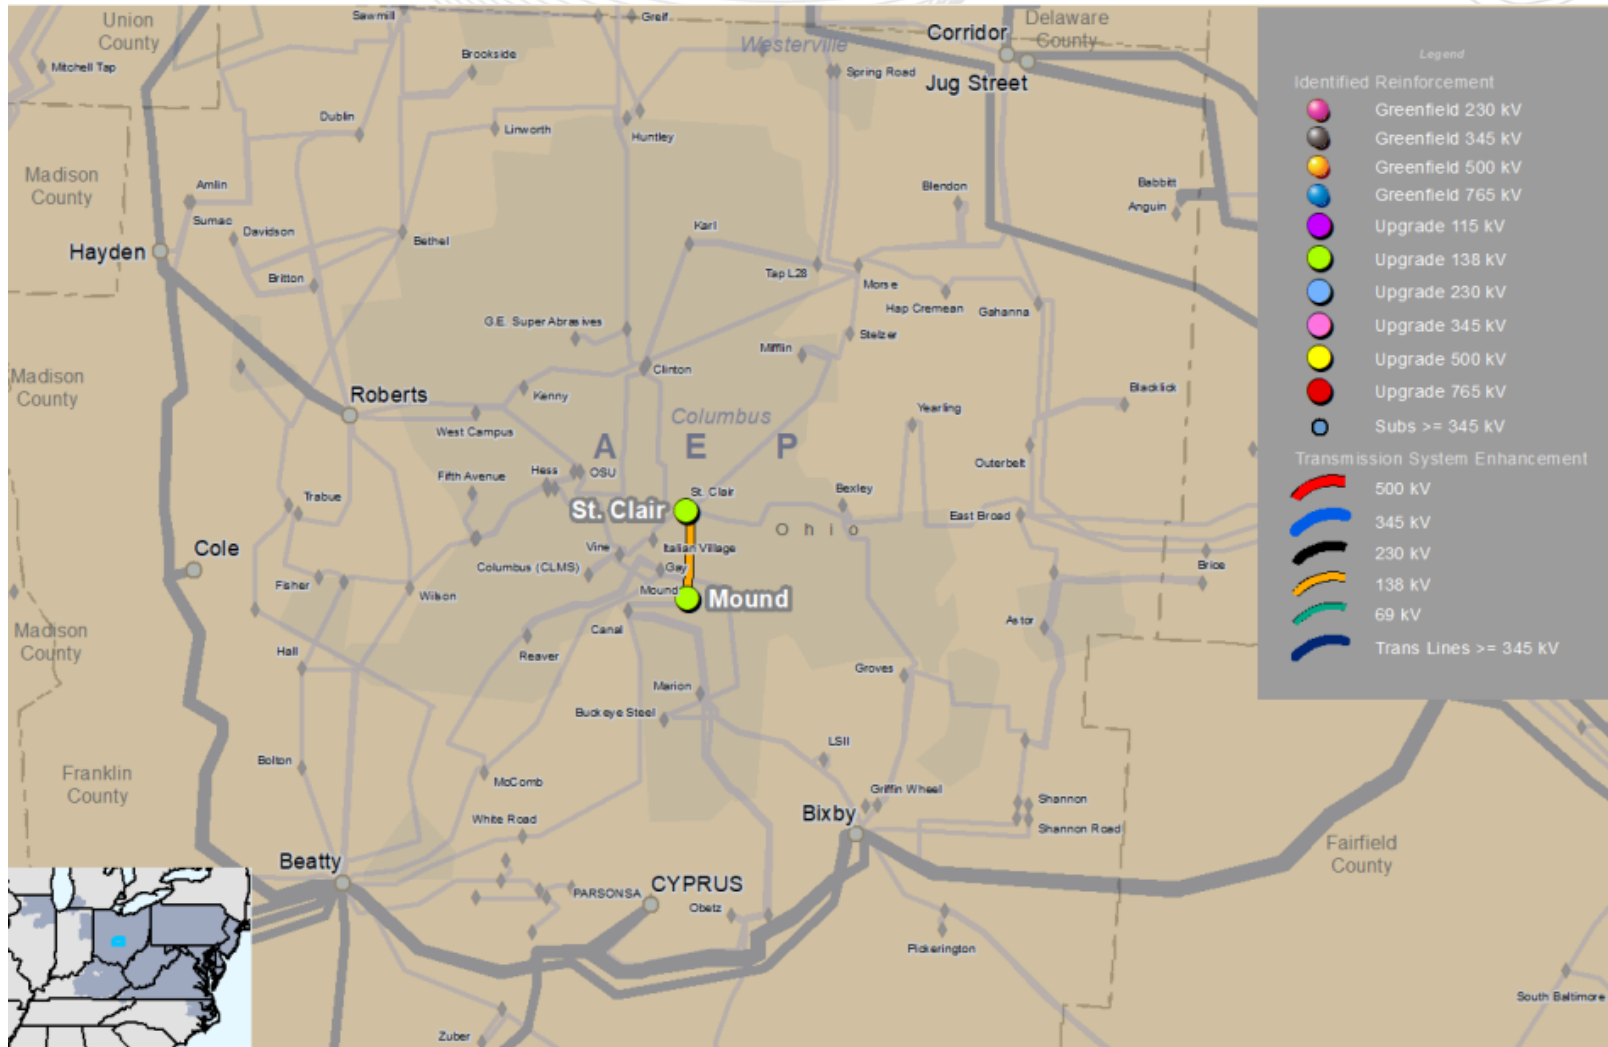 Union
County
Sawmill
Greif
Westerville
Corridor
Delaware
County
Mitchell Tap
Brookside
Spring Road
Jug Street
Dublin
Linworth
Huntley
Madison
County
Amlin
Sumac
Davidson
Bethel
Karl
Blendon
Babbitt
Anguin
Hayden
Britton
Tap L28
Morse
Hap Cremean
Gahanna
G.E. Super Abrasives
Stelzer
Mifflin
Clinton
Madison
County
Roberts
Kenny
Blacklick
Columbus
Yearling
West Campus
A E P
Outerbelt
Hess
OSU
Fifth Avenue
St. Clair
Bexley
Trabue
St. Clair
East Broad
Ohio
Cole
Vine
Italian Village
Columbus (CLMS)
Gay
Brice
Fisher
Wilson
Mound
Mound
Madison
County
Canal
Astor
Hall
Reaver
Groves
Marion
Buckeye Steel
LSII
Bolton
Franklin
County
McComb
Griffin Wheel
Shannon
White Road
Bixby
Shannon Road
Fairfield
County
Beatty
PARSONSA
CYPRUS
Obetz
Pickerington
South Baltimore
Zuber
Legend
Identified Reinforcement
Greenfield 230 kV
Greenfield 345 kV
Greenfield 500 kV
Greenfield 765 kV
Upgrade 115 kV
Upgrade 138 kV
Upgrade 230 kV
Upgrade 345 kV
Upgrade 500 kV
Upgrade 765 kV
Subs >= 345 kV
Transmission System Enhancement
500 kV
345 kV
230 kV
138 kV
69 kV
Trans Lines >= 345 kV